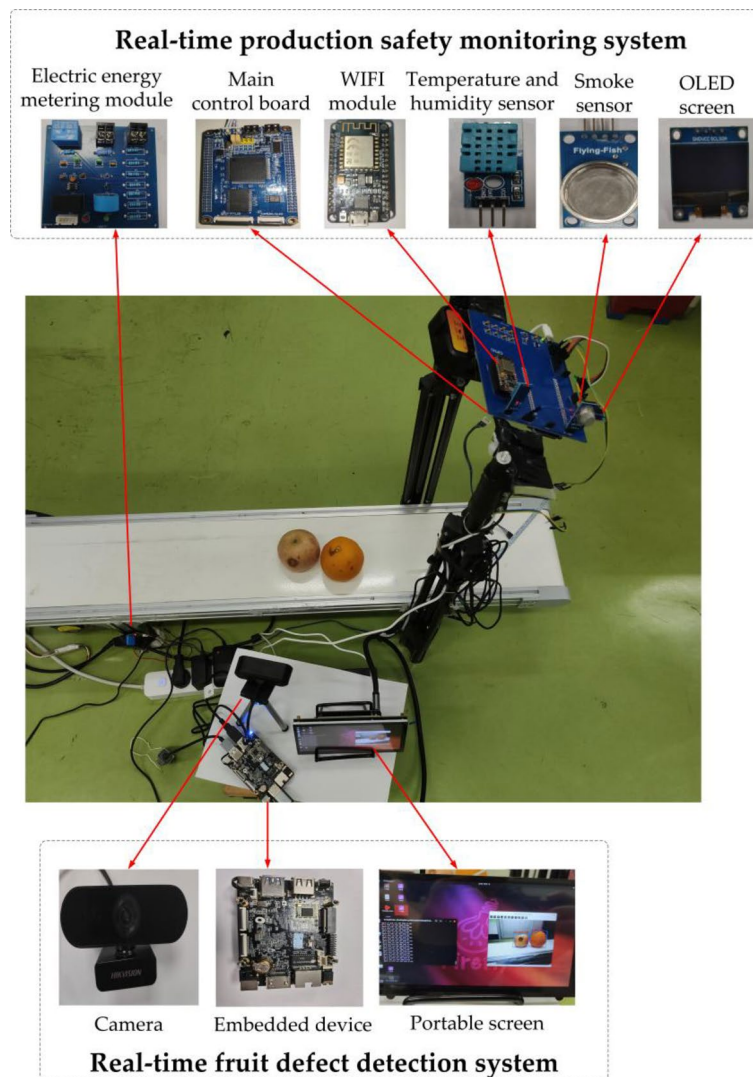 Real-time production safety monitoring system
Electric energy
metering module
Main
control board
WIFI
module
Temperature and
humidity sensor
Smoke
sensor
OLED
screen
Flying-Fish
HIKVISION
Camera
Embedded device
Portable screen
Real-time fruit defect detection system